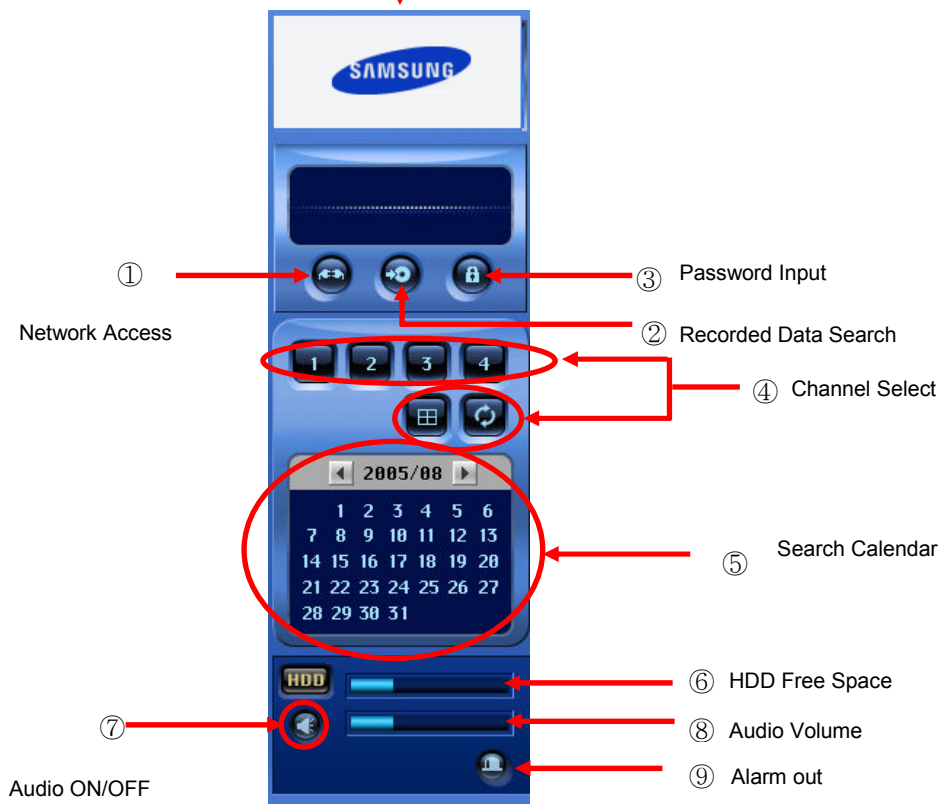 SAMSUNG
①
③ Password Input
Network Access
② Recorded Data Search
1 2 3 4
④ Channel Select
2005/08
1 2 3 4 5 6
7 8 9 10 11 12 13
14 15 16 17 18 19 20
21 22 23 24 25 26 27
28 29 30 31
⑤ Search Calendar
HDD
⑥ HDD Free Space
⑦
⑧ Audio Volume
⑨ Alarm out
Audio ON/OFF